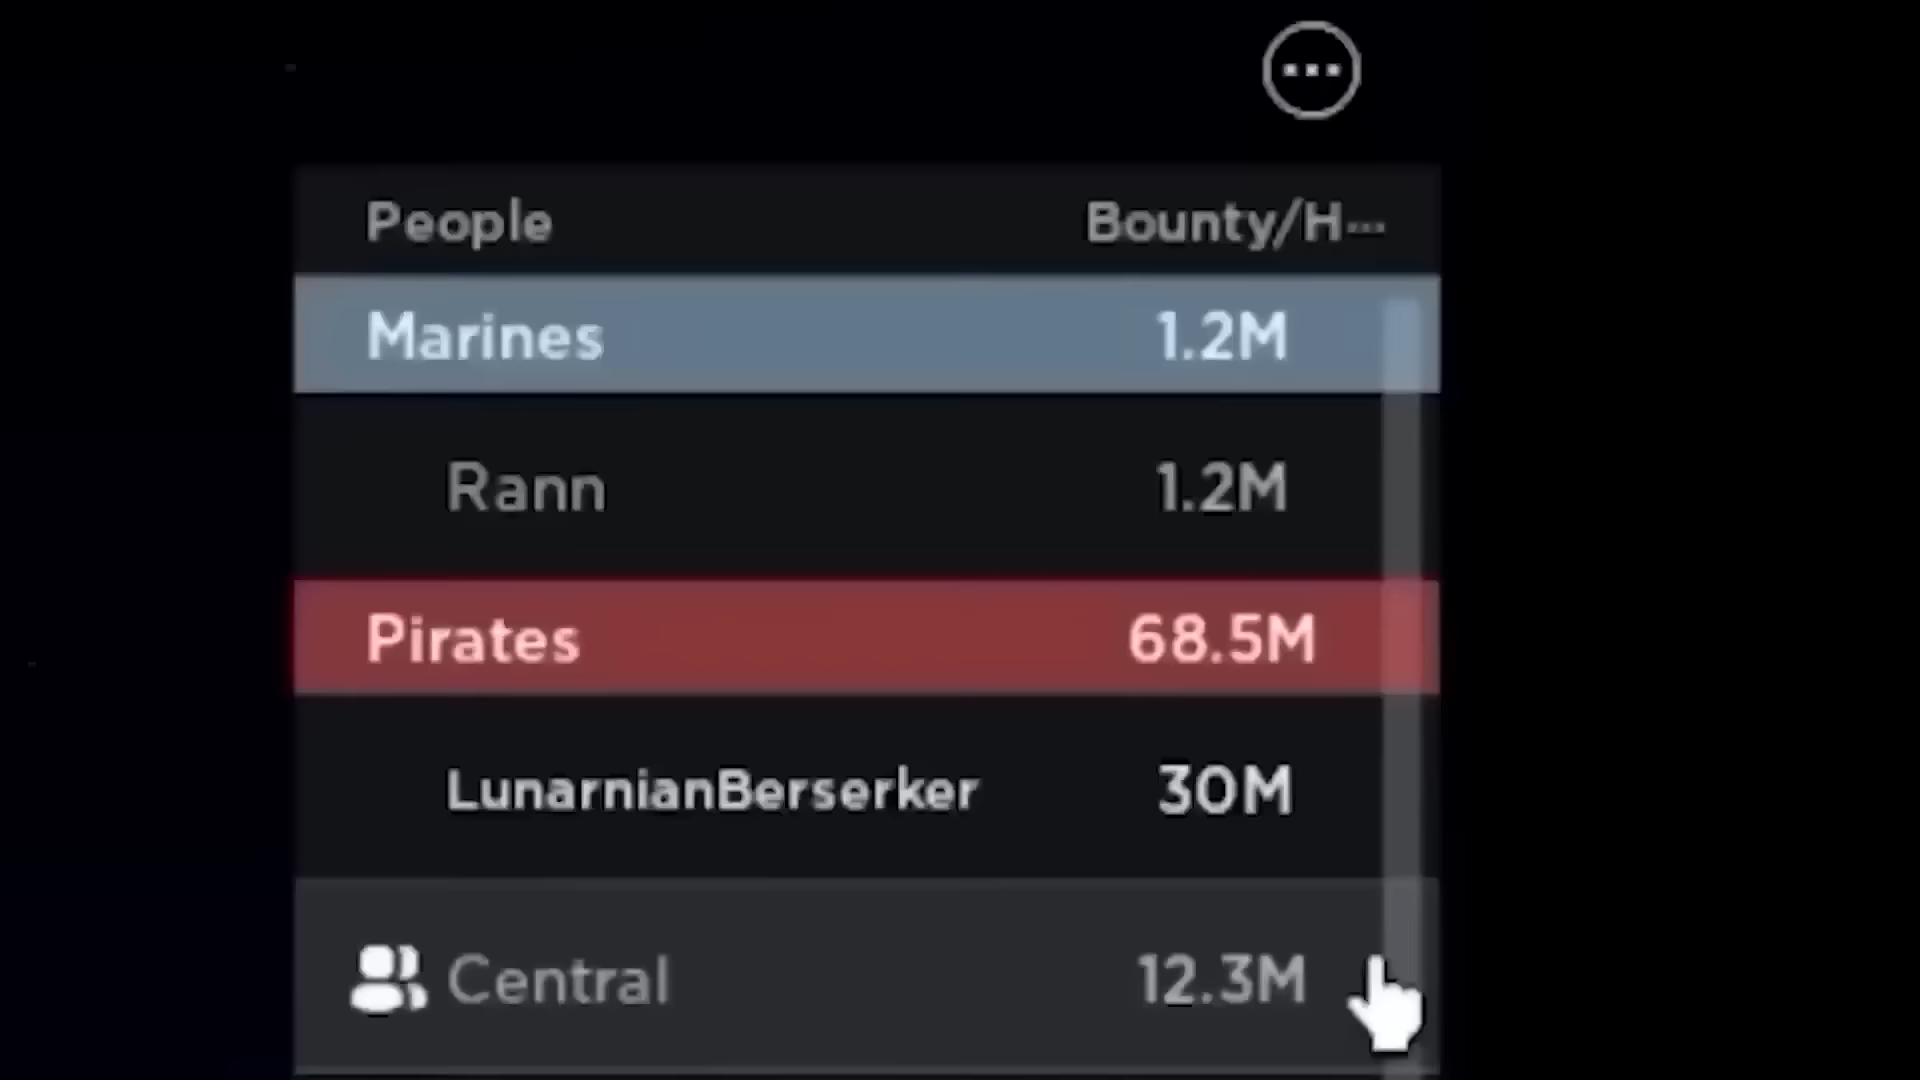 People Bounty/H...
Marines 1.2M
Rann 1.2M
Pirates 68.5M
LunarnianBerserker 30M
Central 12.3M